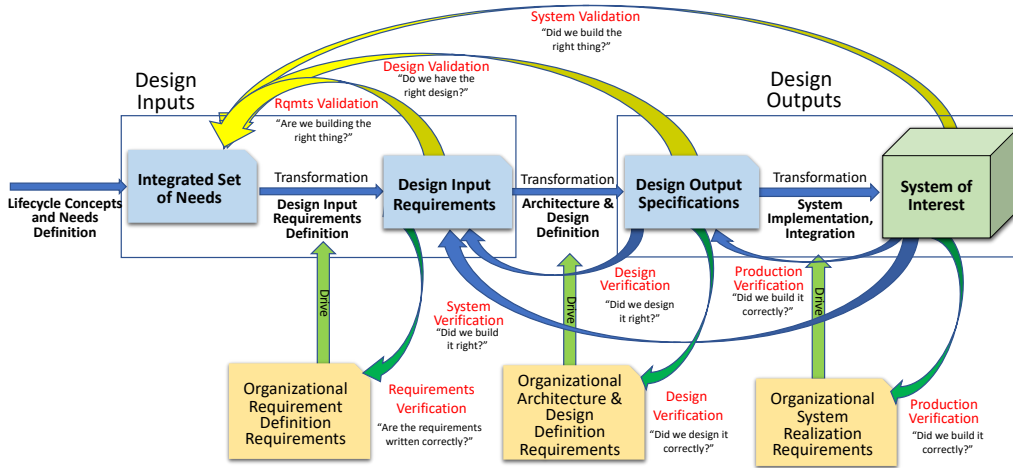 System Validation
"Did we build the
right thing?"
Design
Inputs
Design Validation
"Do we have the
right design?"
Design
Outputs
Rqmts Validation
"Are we building the
right thing?"
Integrated Set
of Needs
Transformation
Design Input
Requirements
Transformation
Design Output
Specifications
Transformation
System of
Interest
Lifecycle Concepts
and Needs
Definition
Design Input
Requirements
Definition
Architecture &
Design
Definition
System
Implementation,
Integration
Drive
System
Verification
"Did we build
it right?"
Drive
Design
Verification
"Did we design
it right?"
Production
Verification
"Did we build it
correctly?"
Drive
Organizational
Requirement
Definition
Requirements
Requirements
Verification
"Are the requirements
written correctly?"
Organizational
Architecture &
Design
Definition
Requirements
Design
Verification
"Did we design it
correctly?"
Organizational
System
Realization
Requirements
Production
Verification
"Did we build it
correctly?"